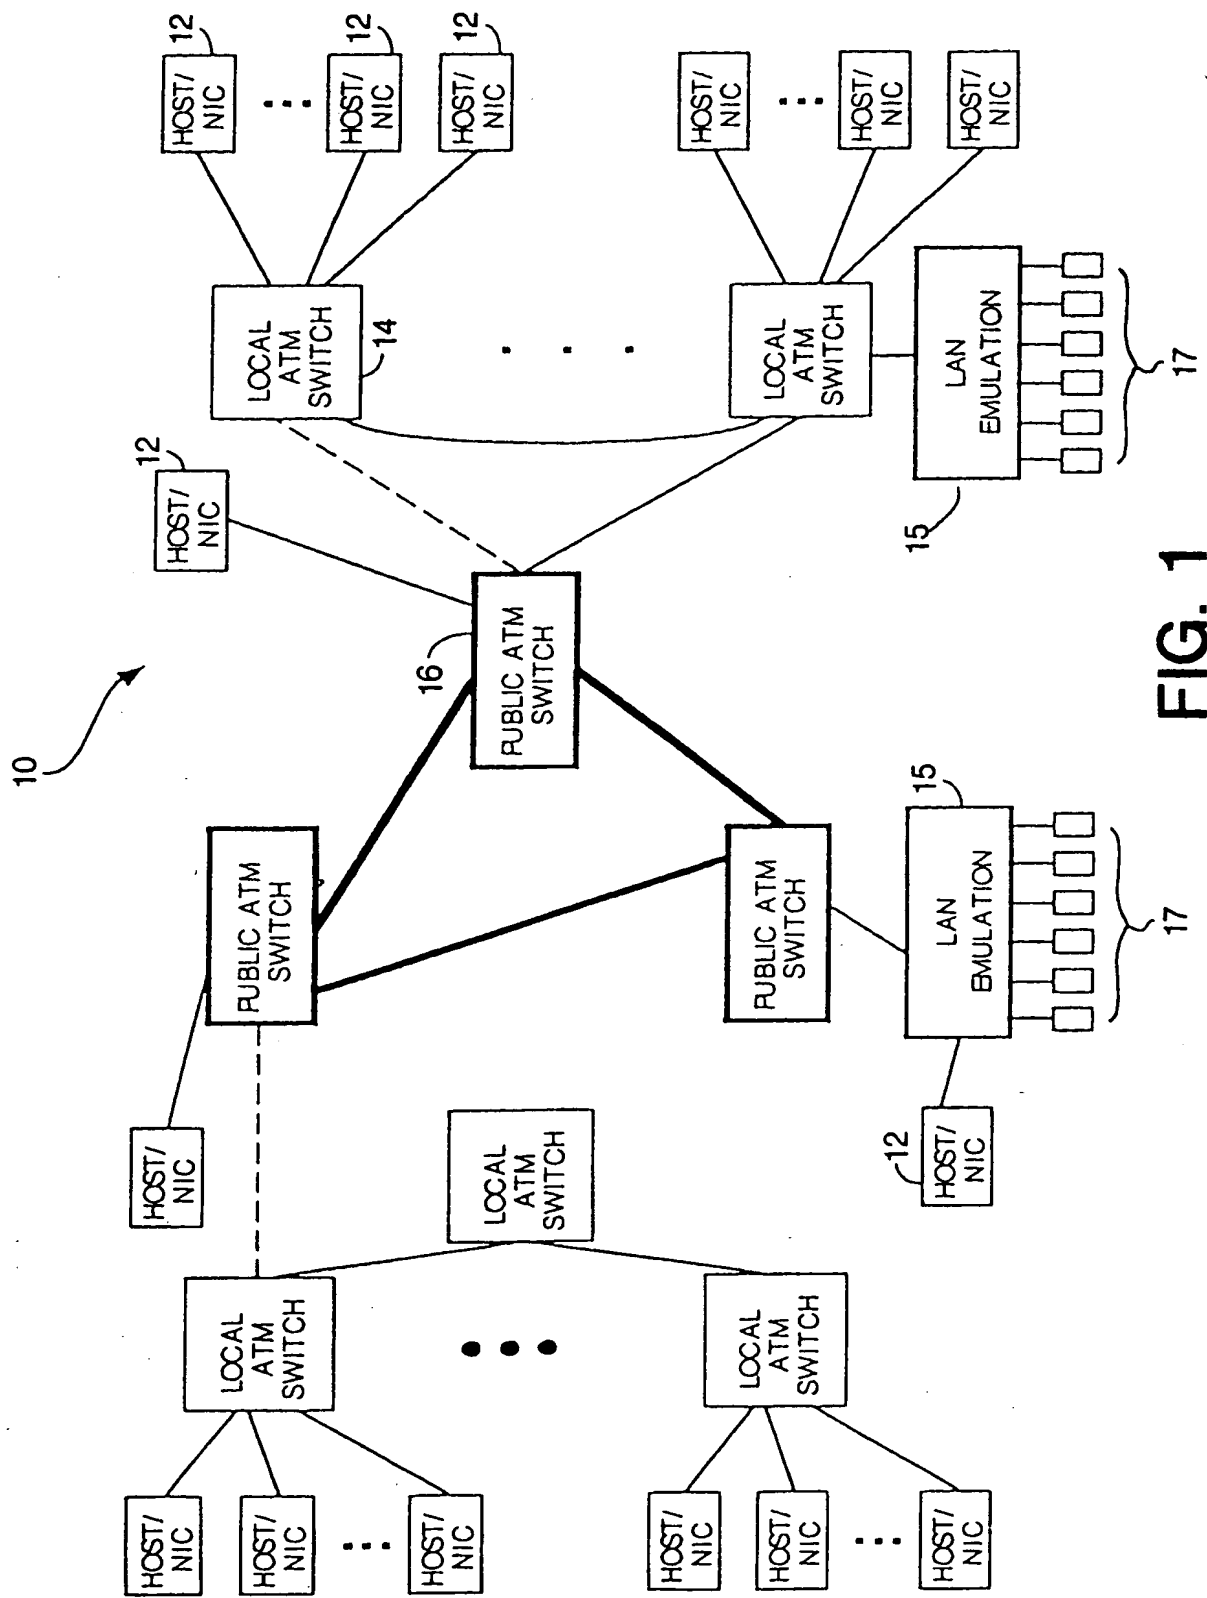 10
HOST/
NIC
HOST/
NIC
12
HOST/
NIC
12
HOST/
NIC
LOCAL
ATM
SWITCH
PUBLIC ATM
SWITCH
LOCAL
ATM
SWITCH
14
HOST/
NIC
12
HOST/
NIC
HOST/
NIC
12
HOST/
NIC
LOCAL
ATM
SWITCH
16
PUBLIC ATM
SWITCH
HOST/
NIC
HOST/
NIC
LOCAL
ATM
SWITCH
PUBLIC ATM
SWITCH
LOCAL
ATM
SWITCH
HOST/
NIC
HOST/
NIC
HOST/
NIC
HOST/
NIC
12
HOST/
NIC
15
LAN
EMULATION
15
LAN
EMULATION
17
17
FIG. 1